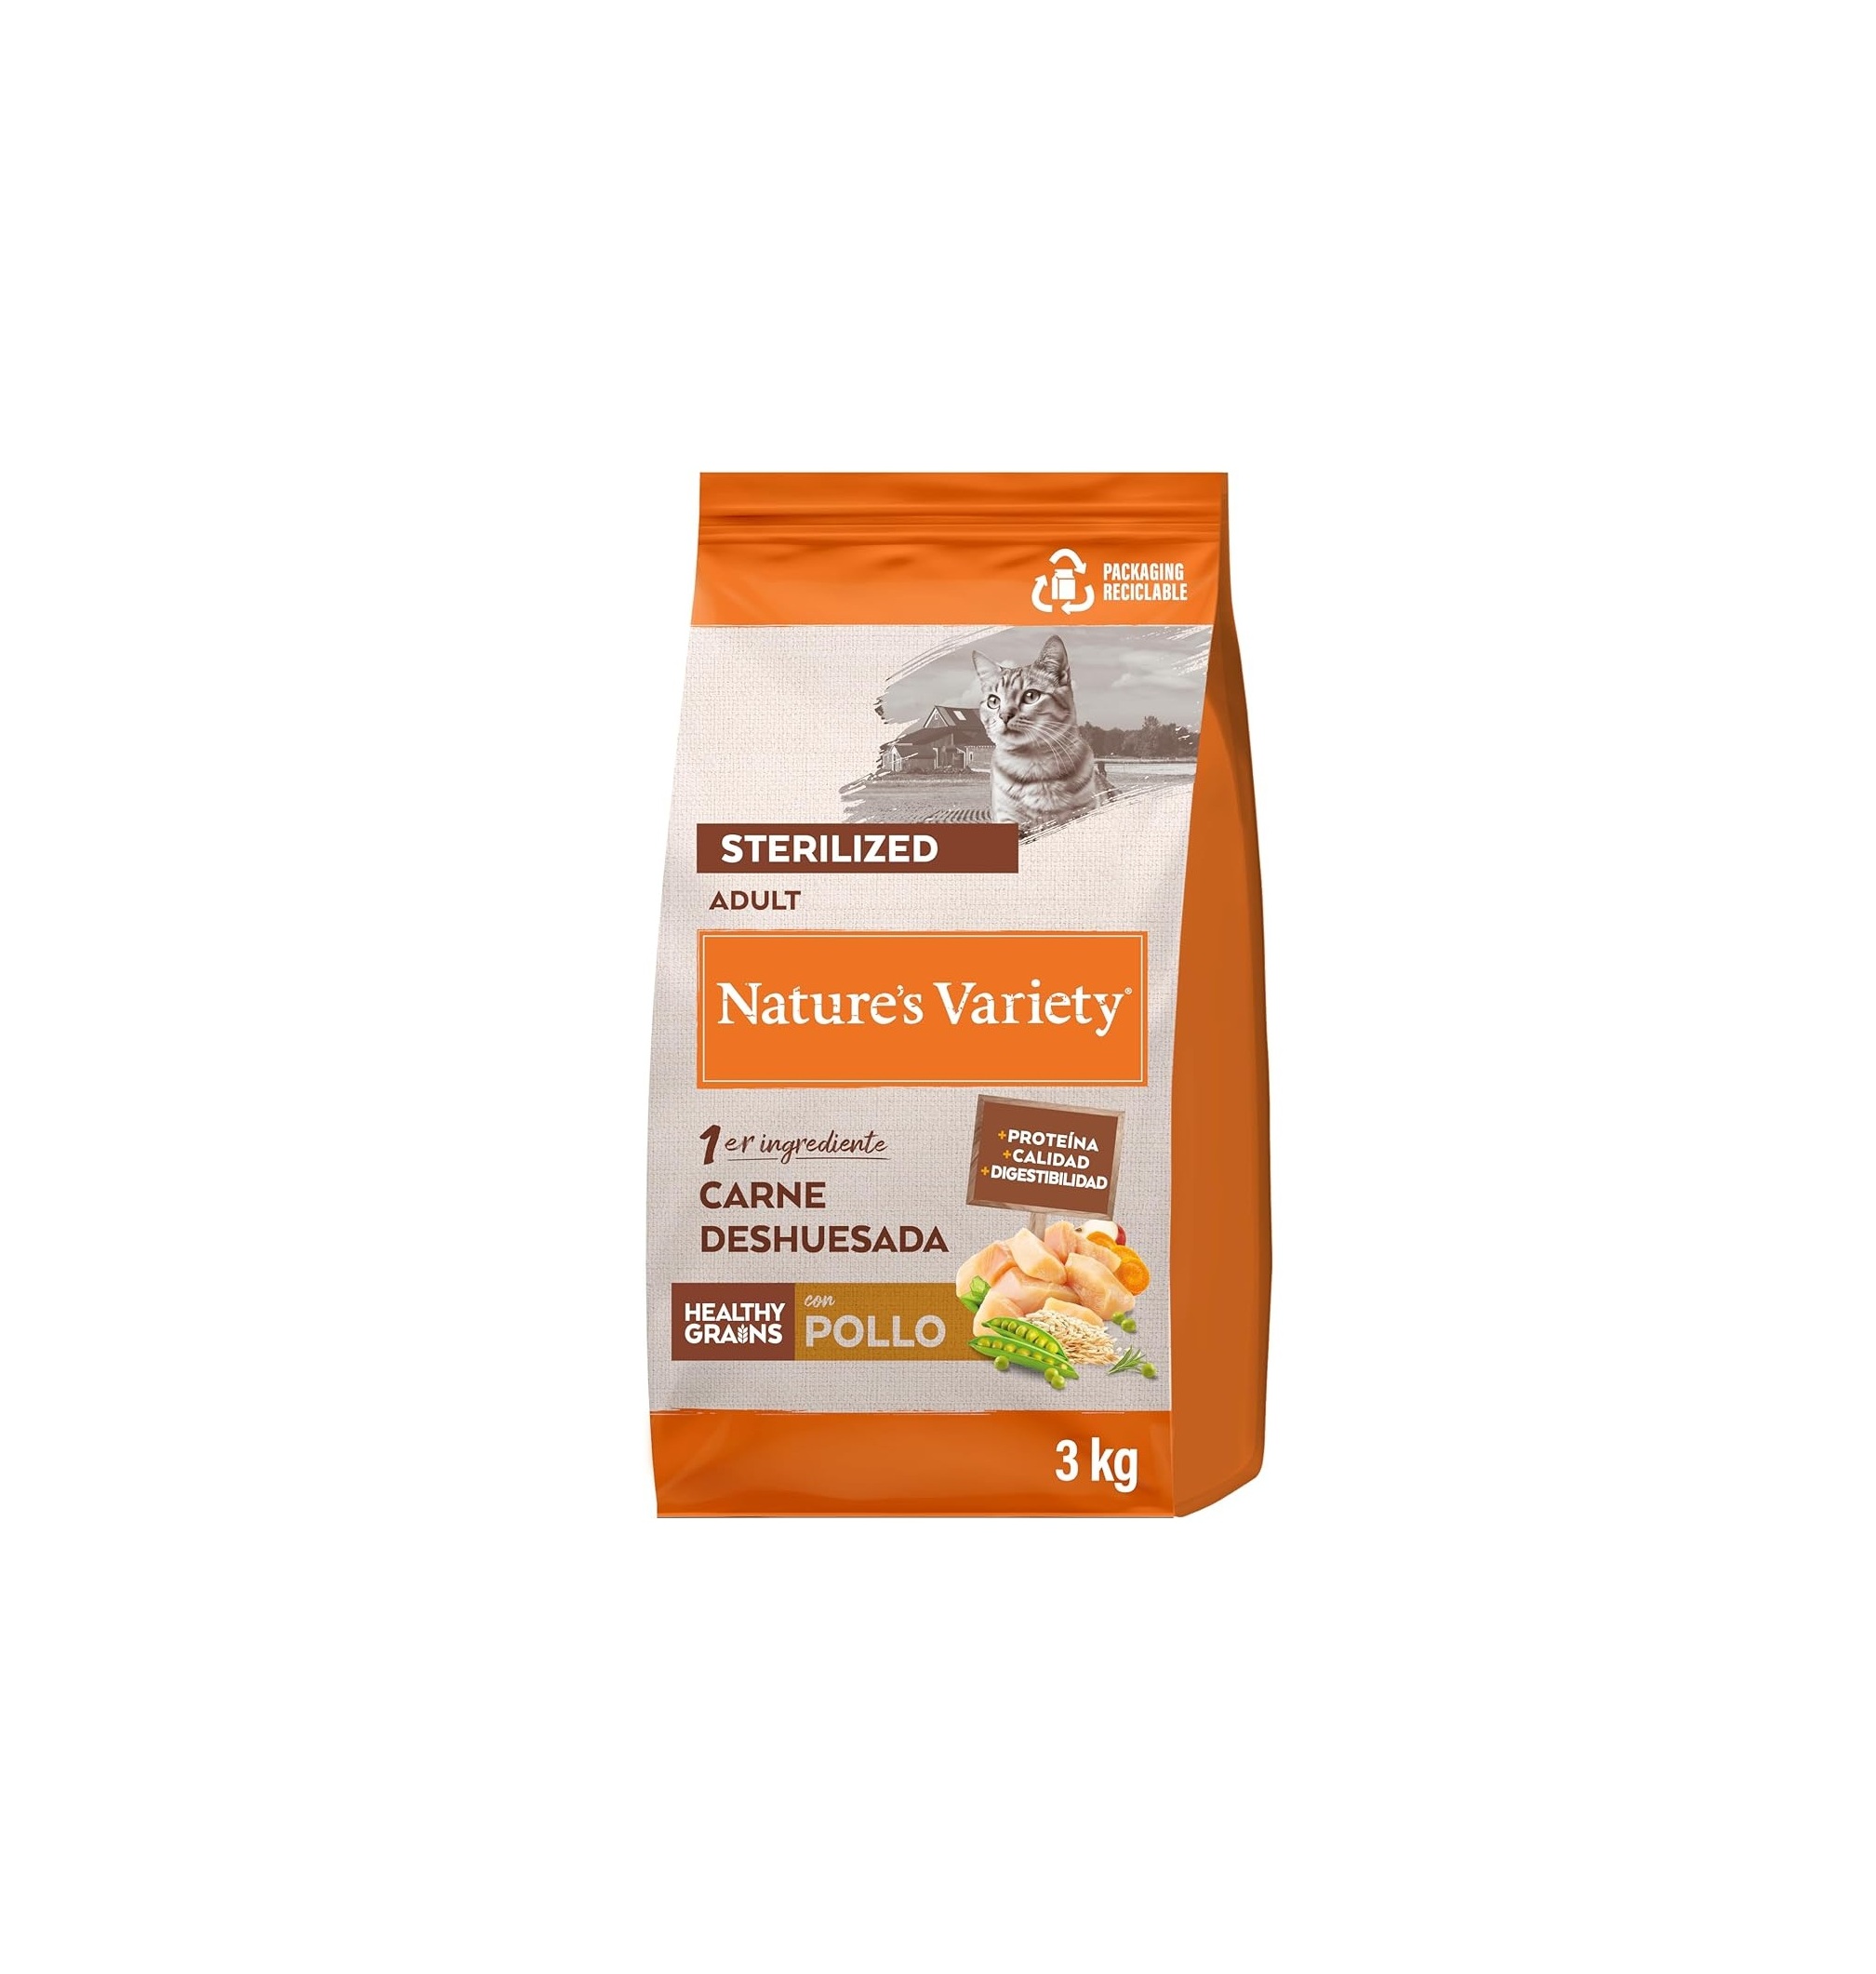 PACKAGING
RECICLABLE
STERILIZED
ADULT
Nature's Variety®
1er ingrediente
CARNE
DESHUESADA
+PROTEÍNA
+CALIDAD
+DIGESTIBILIDAD
HEALTHY
GRAINS
con
POLLO
3 kg